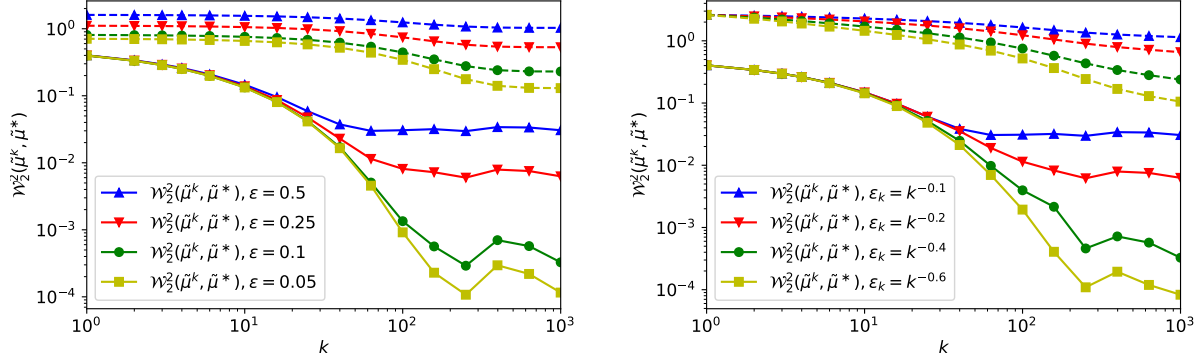 10⁰
10⁻¹
10⁻²
10⁻³
10⁻⁴
𝒲₂²(μ̃ᵏ, μ̃*)
𝒲₂²(μ̃ᵏ, μ̃*), ε = 0.5
𝒲₂²(μ̃ᵏ, μ̃*), ε = 0.25
𝒲₂²(μ̃ᵏ, μ̃*), ε = 0.1
𝒲₂²(μ̃ᵏ, μ̃*), ε = 0.05
10⁰ 10¹ 10² 10³
k
10⁰
10⁻¹
10⁻²
10⁻³
10⁻⁴
𝒲₂²(μ̃ᵏ, μ̃*)
𝒲₂²(μ̃ᵏ, μ̃*), εₖ = k⁻⁰·¹
𝒲₂²(μ̃ᵏ, μ̃*), εₖ = k⁻⁰·²
𝒲₂²(μ̃ᵏ, μ̃*), εₖ = k⁻⁰·⁴
𝒲₂²(μ̃ᵏ, μ̃*), εₖ = k⁻⁰·⁶
10⁰ 10¹ 10² 10³
k